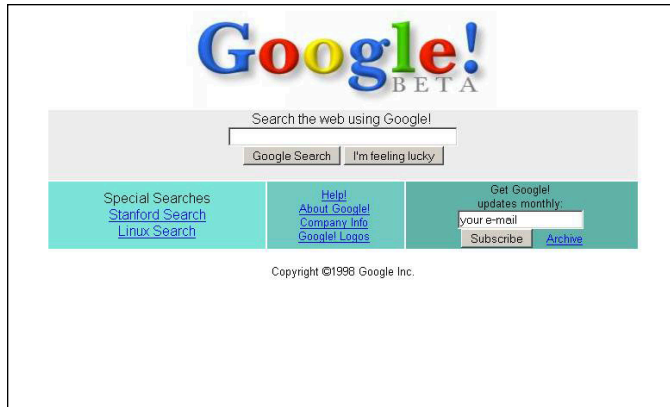 Google!
BETA
Search the web using Google!
Google Search I'm feeling lucky
Special Searches
Stanford Search
Linux Search
Help!
About Google!
Company Info
Google! Logos
Get Google!
updates monthly:
your e-mail
Subscribe Archive
Copyright ©1998 Google Inc.